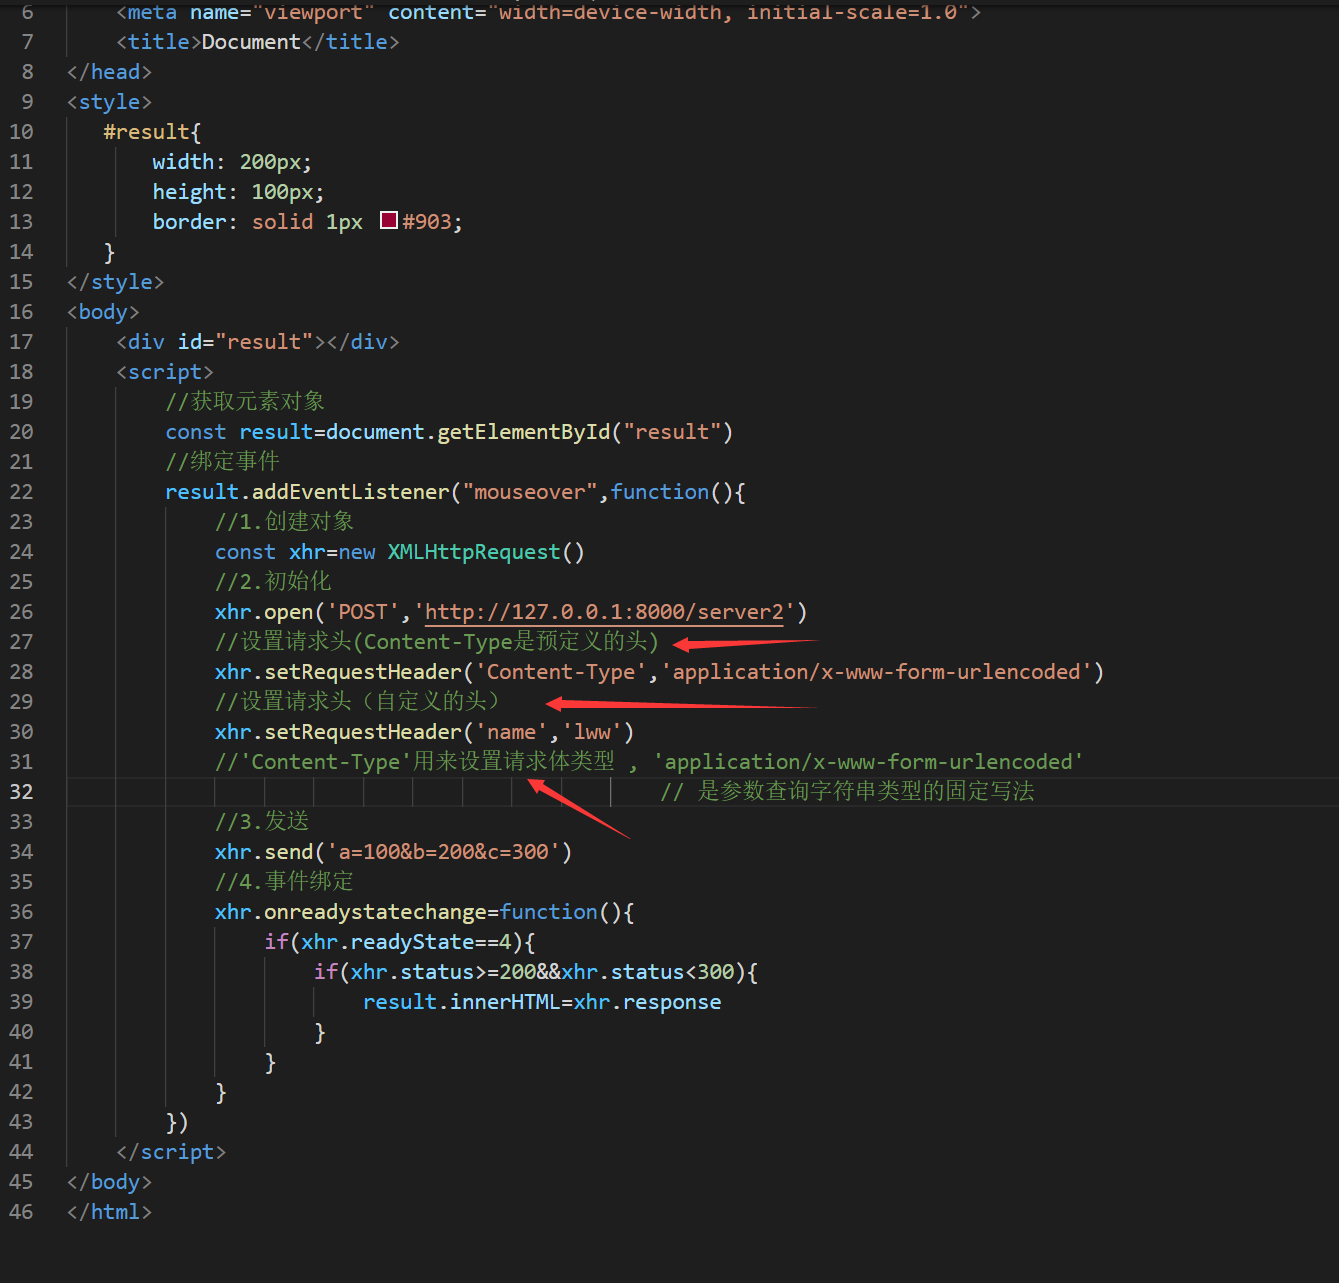 6 <meta name="viewport" content="width=device-width, initial-scale=1.0">
7 <title>Document</title>
8 </head>
9 <style>
10 #result{
11 width: 200px;
12 height: 100px;
13 border: solid 1px #903;
14 }
15 </style>
16 <body>
17 <div id="result"></div>
18 <script>
19 //获取元素对象
20 const result=document.getElementById("result")
21 //绑定事件
22 result.addEventListener("mouseover",function(){
23 //1.创建对象
24 const xhr=new XMLHttpRequest()
25 //2.初始化
26 xhr.open('POST','http://127.0.0.1:8000/server2')
27 //设置请求头(Content-Type是预定义的头)
28 xhr.setRequestHeader('Content-Type','application/x-www-form-urlencoded')
29 //设置请求头（自定义的头）
30 xhr.setRequestHeader('name','lww')
31 //'Content-Type'用来设置请求体类型 , 'application/x-www-form-urlencoded'
32 // 是参数查询字符串类型的固定写法
33 //3.发送
34 xhr.send('a=100&b=200&c=300')
35 //4.事件绑定
36 xhr.onreadystatechange=function(){
37 if(xhr.readyState==4){
38 if(xhr.status>=200&&xhr.status<300){
39 result.innerHTML=xhr.response
40 }
41 }
42 }
43 })
44 </script>
45 </body>
46 </html>